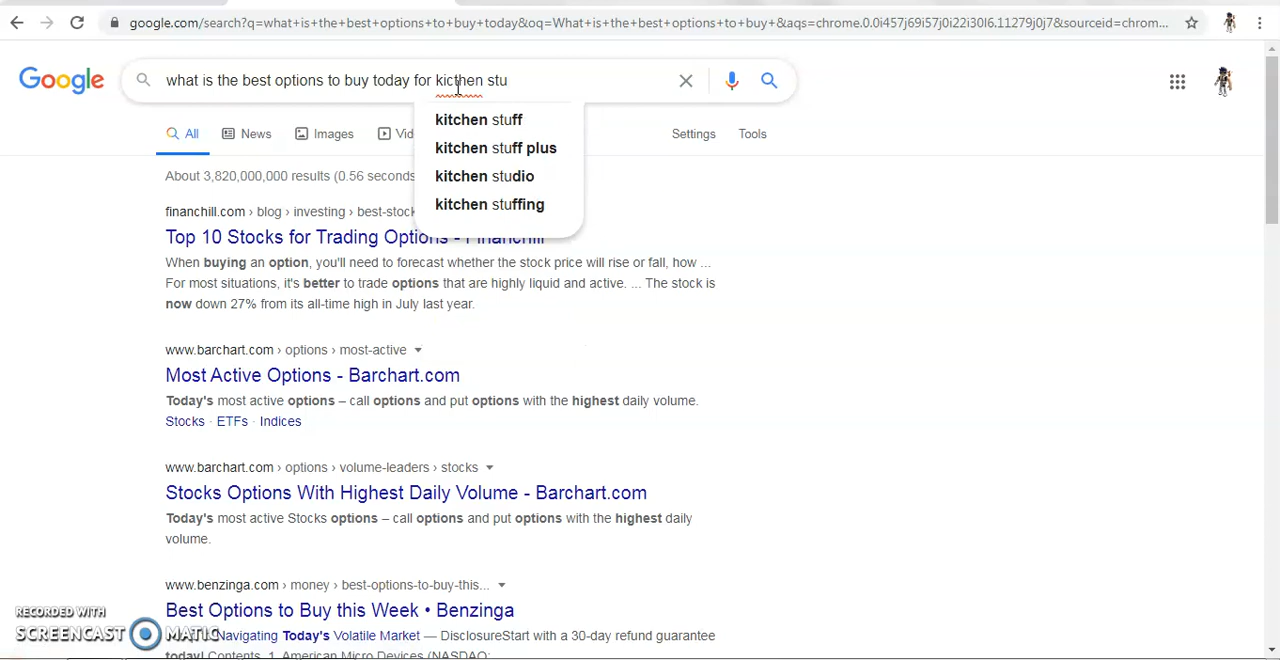 google.com/search?q=what+is+the+best+options+to+buy+today&oq=What+is+the+best+options+to+buy+&aqs=chrome.0.0i457j69i57j0i22i30l6.11279j0j7&sourceid=chrom...
Google
what is the best options to buy today for kicthen stu
kitchen stuff
kitchen stuff plus
kitchen studio
kitchen stuffing
All
News
Images
Vid
Settings
Tools
About 3,820,000,000 results (0.56 seconds
financhill.com › blog › investing › best-stock
Top 10 Stocks for Trading Options - Financhill
When buying an option, you'll need to forecast whether the stock price will rise or fall, how ...
For most situations, it's better to trade options that are highly liquid and active. ... The stock is
now down 27% from its all-time high in July last year.
www.barchart.com › options › most-active
Most Active Options - Barchart.com
Today's most active options – call options and put options with the highest daily volume.
Stocks · ETFs · Indices
www.barchart.com › options › volume-leaders › stocks
Stocks Options With Highest Daily Volume - Barchart.com
Today's most active Stocks options – call options and put options with the highest daily
volume.
www.benzinga.com › money › best-options-to-buy-this...
Best Options to Buy this Week • Benzinga
Navigating Today's Volatile Market — DisclosureStart with a 30-day refund guarantee
today! Contents. 1. American Micro Devices (NASDAQ:
RECORDED WITH
SCREENCAST MATIC